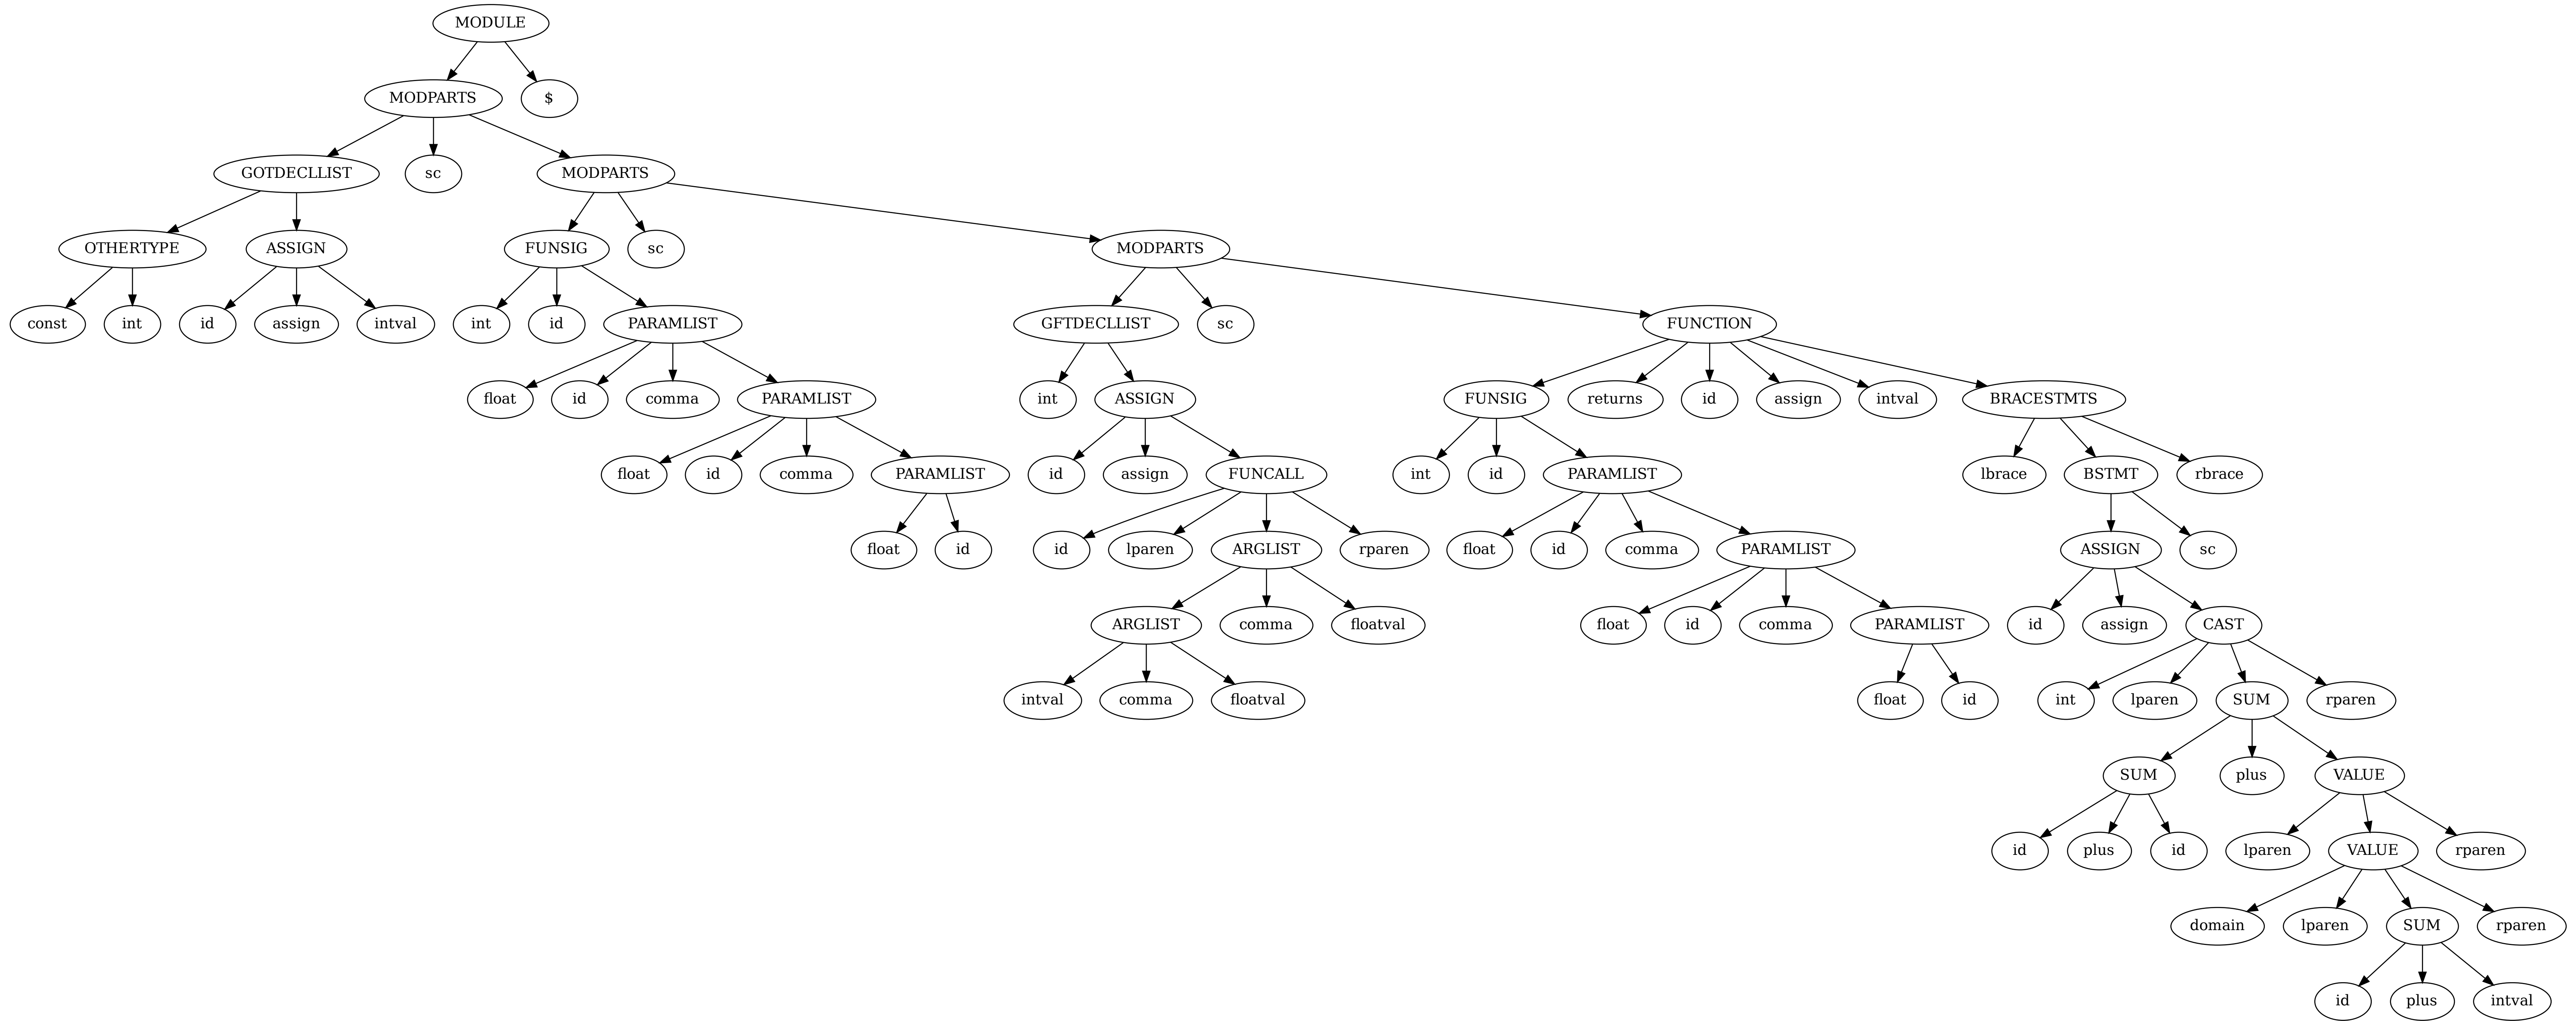 MODULE
MODPARTS $
GOTDECLLIST sc MODPARTS
OTHERTYPE ASSIGN FUNSIG sc MODPARTS
const int id assign intval int id PARAMLIST GFTDECLLIST sc FUNCTION
float id comma PARAMLIST int ASSIGN FUNSIG returns id assign intval BRACESTMTS
float id comma PARAMLIST id assign FUNCALL int id PARAMLIST lbrace BSTMT rbrace
float id id lparen ARGLIST rparen float id comma PARAMLIST ASSIGN sc
ARGLIST comma floatval float id comma PARAMLIST id assign CAST
intval comma floatval float id int lparen SUM rparen
SUM plus VALUE
id plus id lparen VALUE rparen
domain lparen SUM rparen
id plus intval